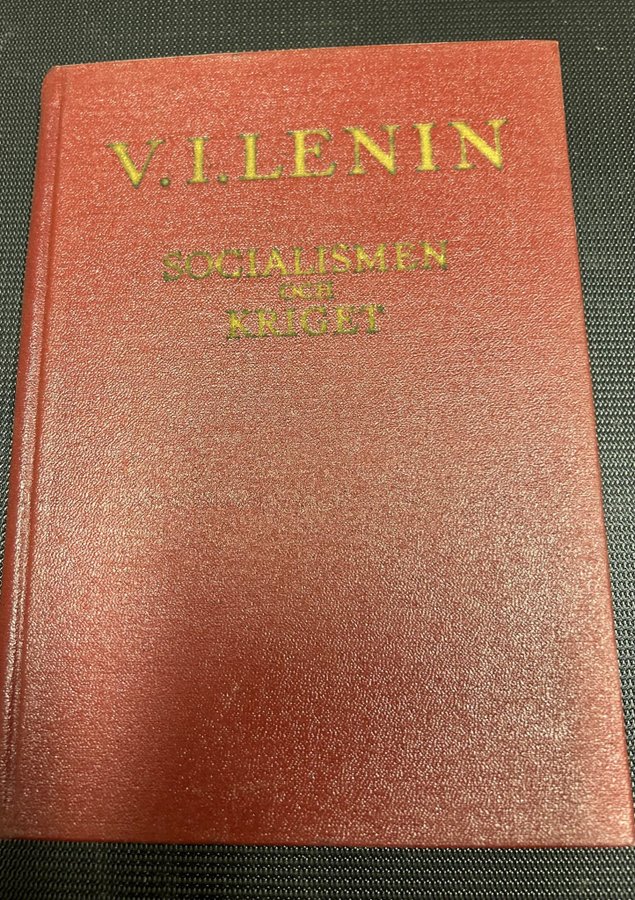 V. I. LENIN
SOCIALISMEN
OCH
KRIGET